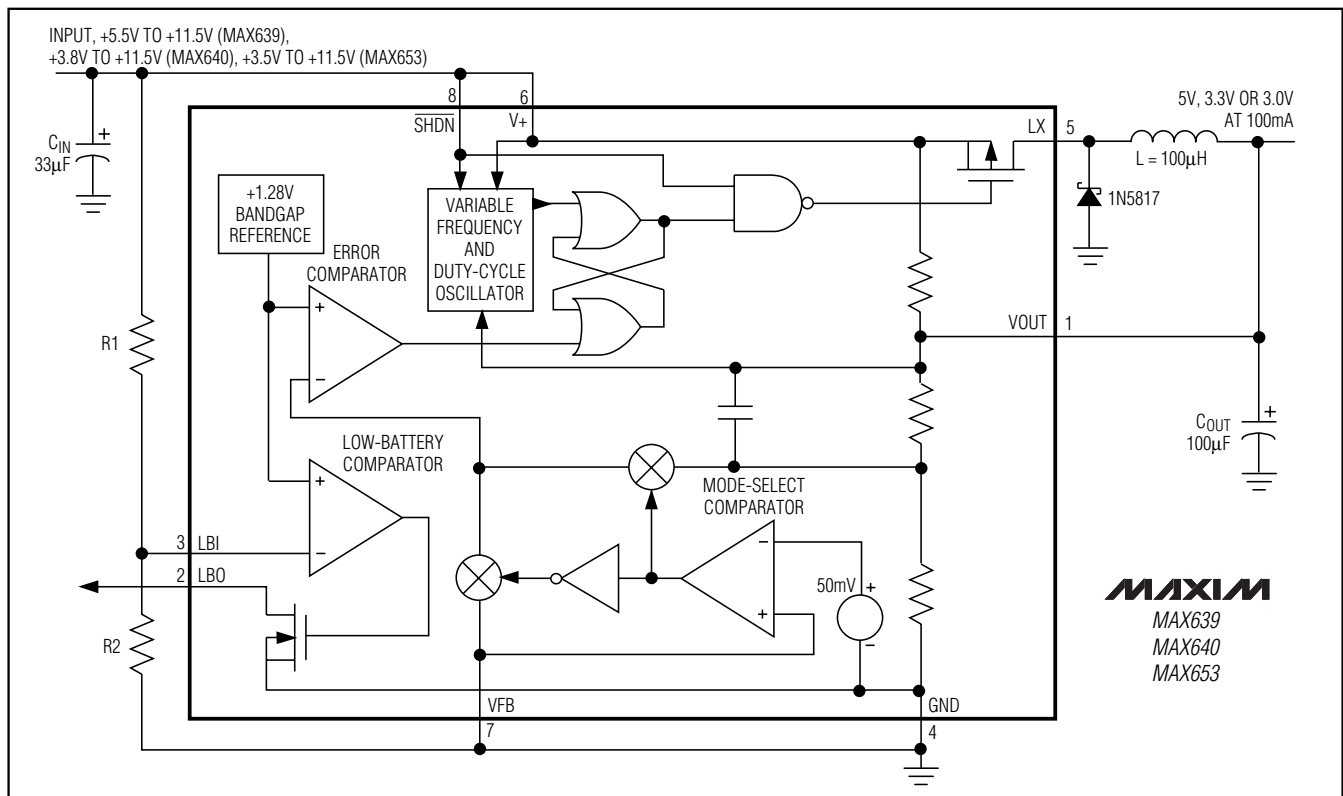 INPUT, +5.5V TO +11.5V (MAX639),
+3.8V TO +11.5V (MAX640), +3.5V TO +11.5V (MAX653)
8
6
SHDN
V+
LX
5
5V, 3.3V OR 3.0V
AT 100mA
L = 100µH
CIN
33µF
+
1N5817
+1.28V
BANDGAP
REFERENCE
VARIABLE
FREQUENCY
AND
DUTY-CYCLE
OSCILLATOR
ERROR
COMPARATOR
+
−
R1
VOUT
1
LOW-BATTERY
COMPARATOR
+
−
MODE-SELECT
COMPARATOR
−
+
50mV
+
−
COUT
100µF
+
3
LBI
2
LBO
R2
VFB
7
GND
4
MAXIM
MAX639
MAX640
MAX653